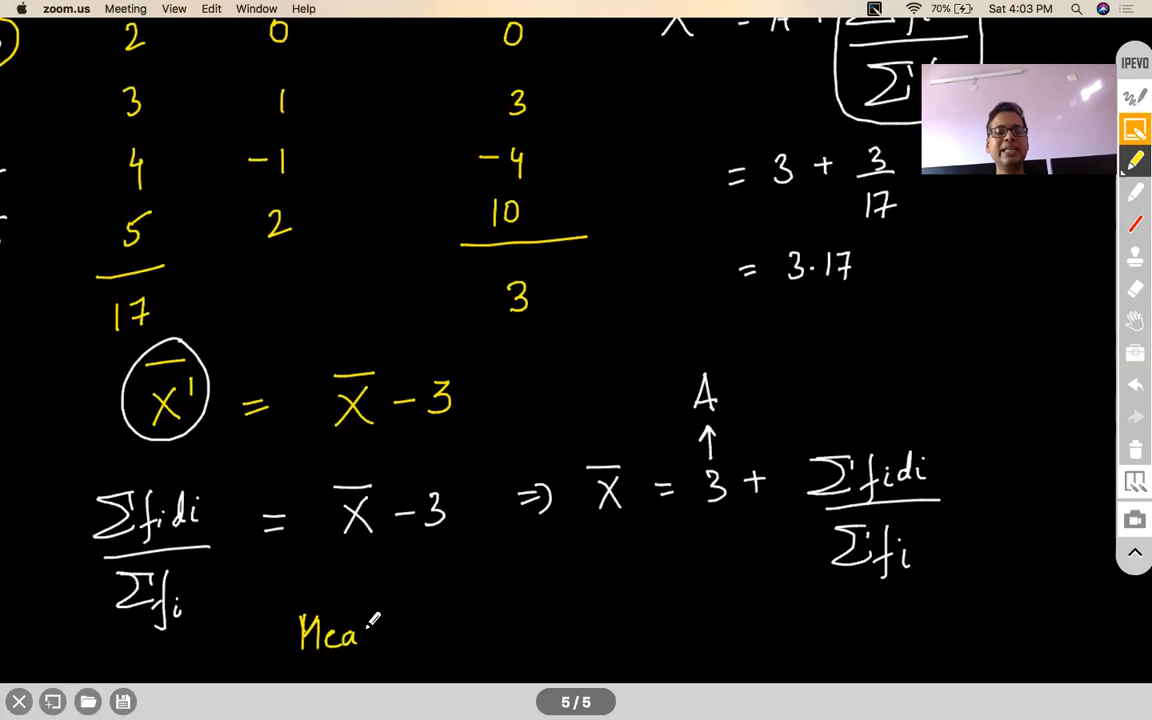 zoom.us Meeting View Edit Window Help 70% Sat 4:03 PM
2 0 0
3 1 3
4 −1 −4
5 2 10
17 3
= 3 + 3/17
= 3.17
IPEVO
X̄' = X̄ − 3
A
↑
Σfidi/Σfi = X̄ − 3 ⇒ X̄ = 3 + Σfidi/Σfi
Mea
5/5